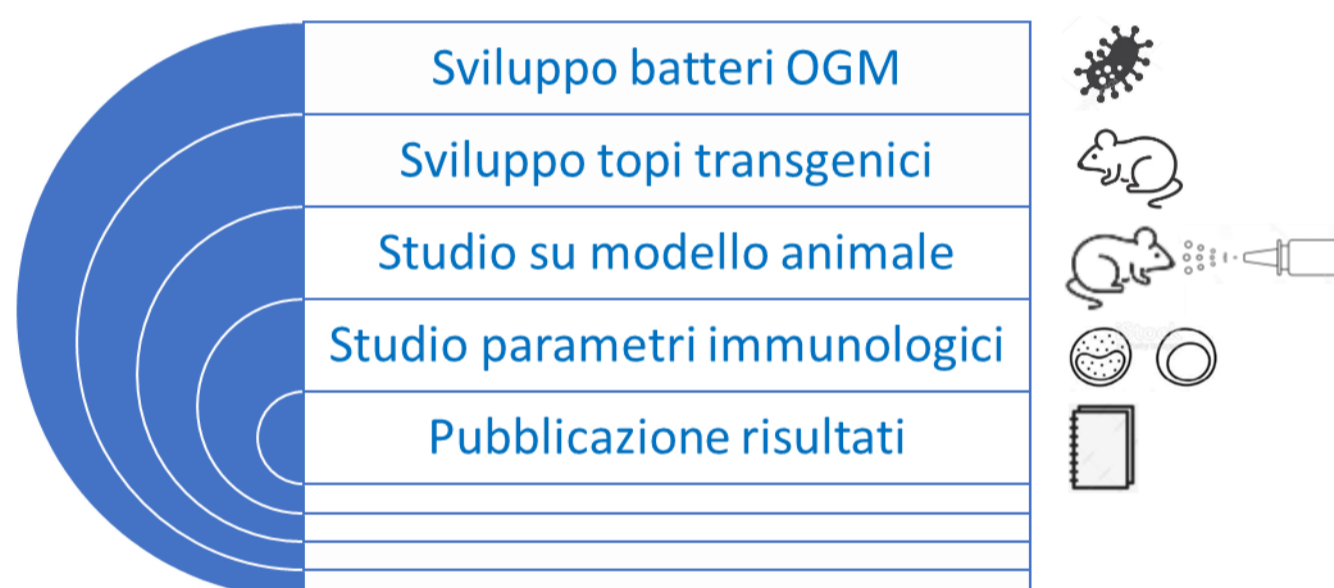 Sviluppo batteri OGM
Sviluppo topi transgenici
Studio su modello animale
Studio parametri immunologici
Pubblicazione risultati